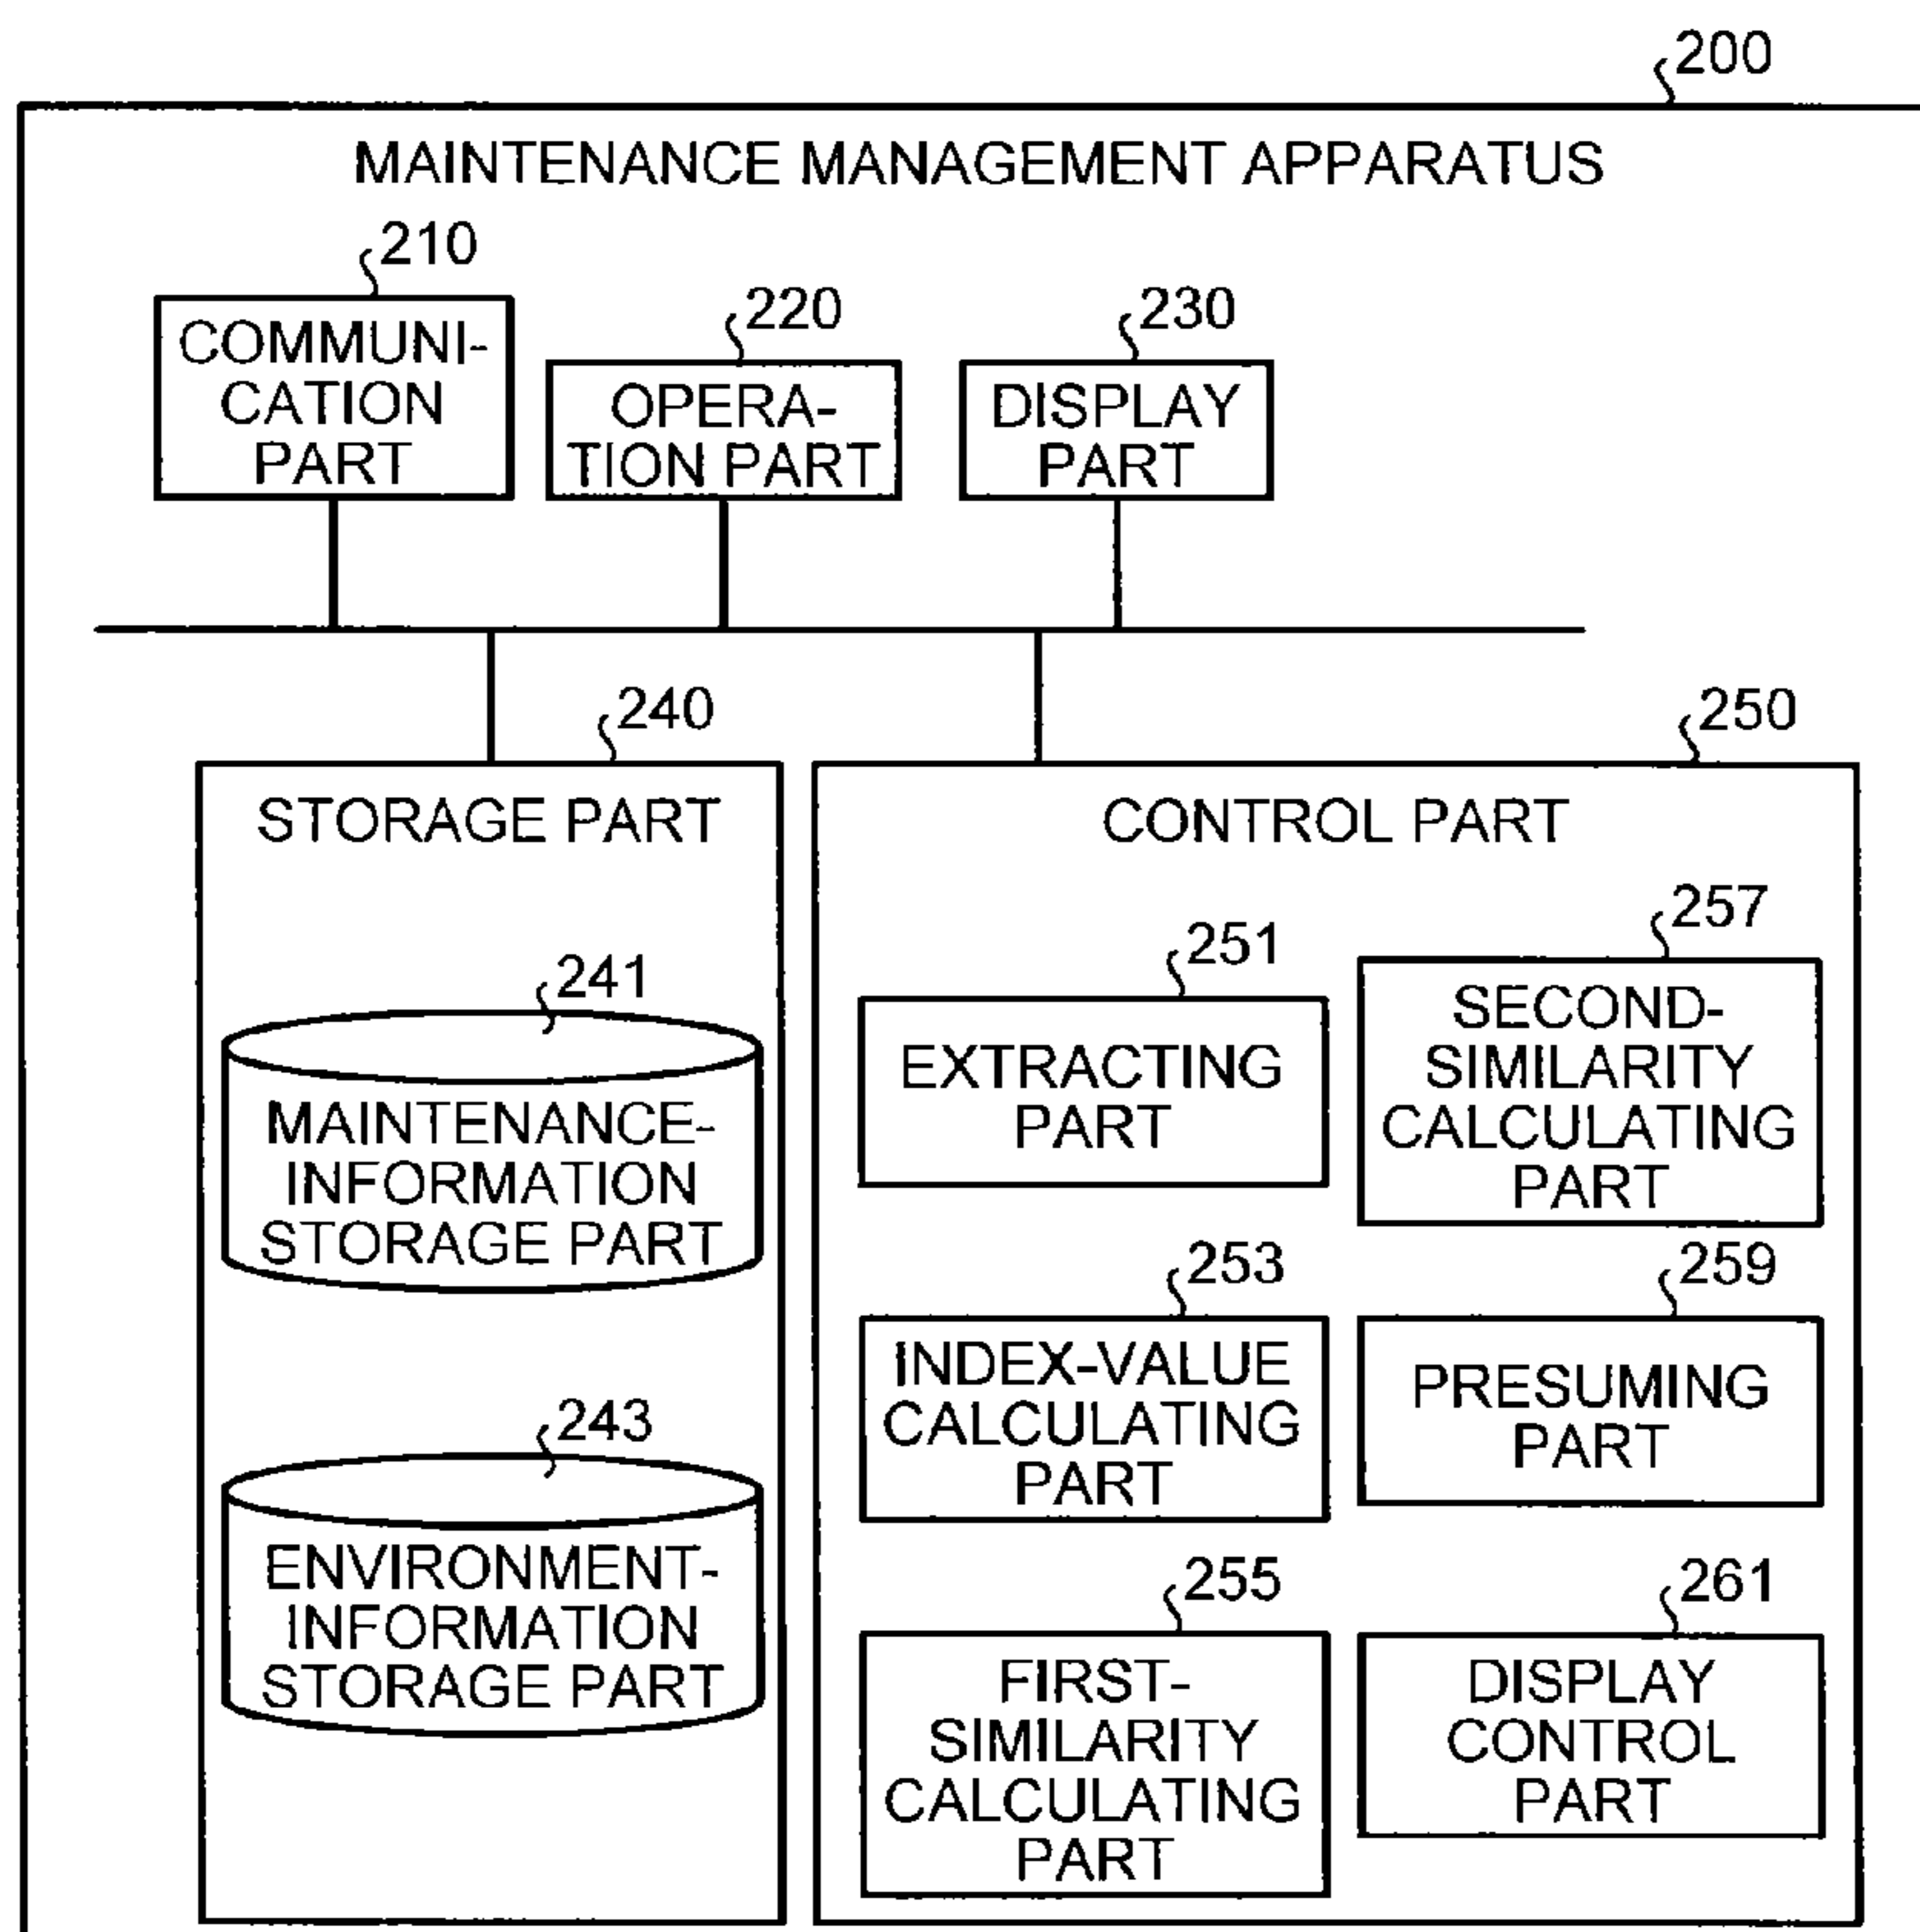 200
MAINTENANCE MANAGEMENT APPARATUS
210
COMMUNI-
CATION
PART
220
OPERA-
TION PART
230
DISPLAY
PART
240
STORAGE PART
241
MAINTENANCE-
INFORMATION
STORAGE PART
243
ENVIRONMENT-
INFORMATION
STORAGE PART
250
CONTROL PART
251
EXTRACTING
PART
253
INDEX-VALUE
CALCULATING
PART
255
FIRST-
SIMILARITY
CALCULATING
PART
257
SECOND-
SIMILARITY
CALCULATING
PART
259
PRESUMING
PART
261
DISPLAY
CONTROL
PART